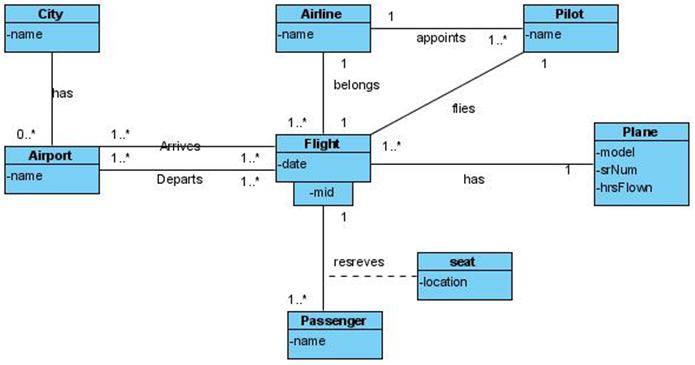 City
-name
Airline
-name
1
appoints
1..*
Pilot
-name
has
1
belongs
1..*
1
flies
1
0..*
1..*
Arrives
1..*
Airport
-name
1..*
Departs
1..*
Flight
-date
-mid
1..*
has
1
Plane
-model
-srNum
-hrsFlown
1
resreves
seat
-location
1..*
Passenger
-name